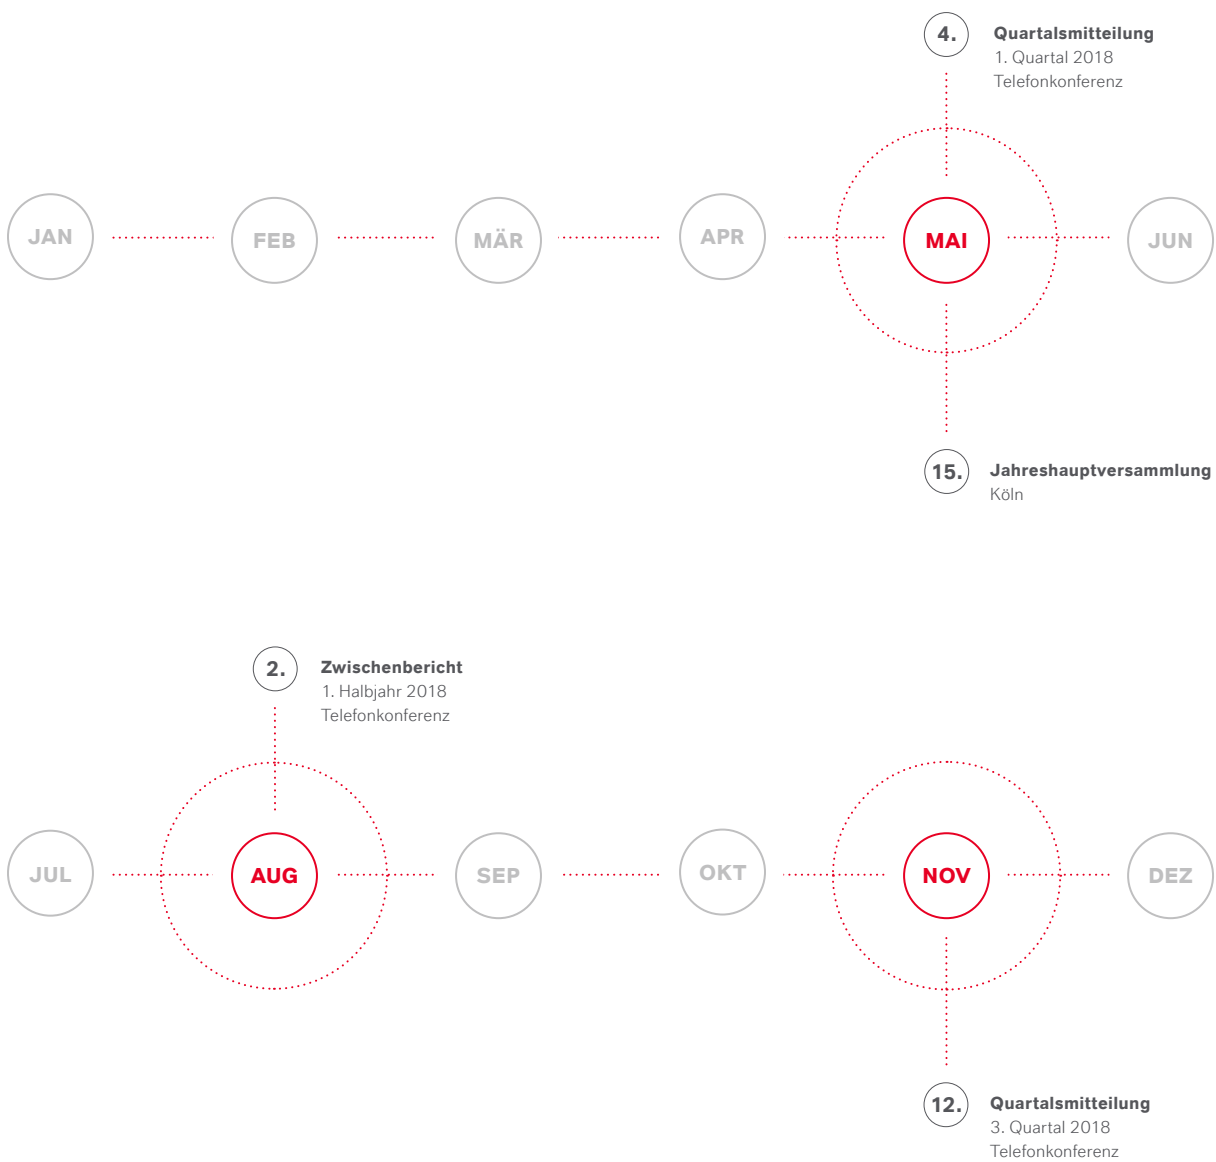 4.
Quartalsmitteilung
1. Quartal 2018
Telefonkonferenz
JAN
FEB
MÄR
APR
MAI
JUN
15.
Jahreshauptversammlung
Köln
2.
Zwischenbericht
1. Halbjahr 2018
Telefonkonferenz
JUL
AUG
SEP
OKT
NOV
DEZ
12.
Quartalsmitteilung
3. Quartal 2018
Telefonkonferenz